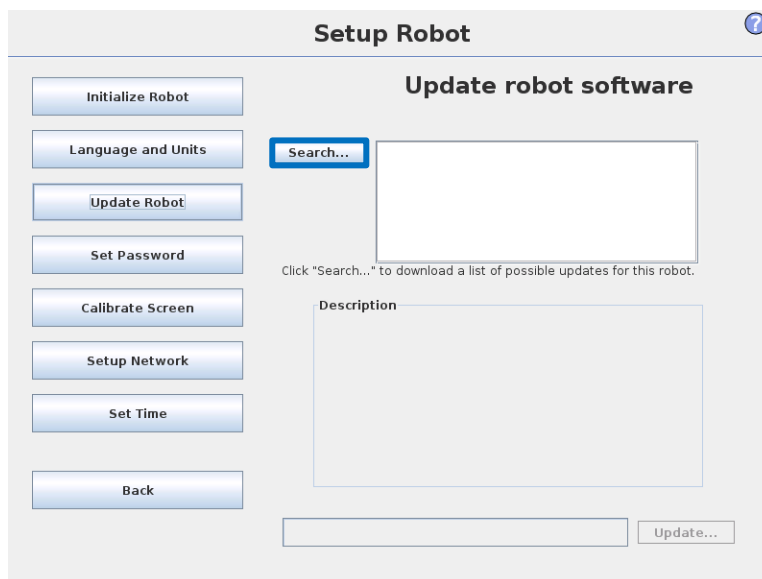 Setup Robot
?
Initialize Robot
Language and Units
Update Robot
Set Password
Calibrate Screen
Setup Network
Set Time
Back
Update robot software
Search...
Click "Search..." to download a list of possible updates for this robot.
Description
Update...